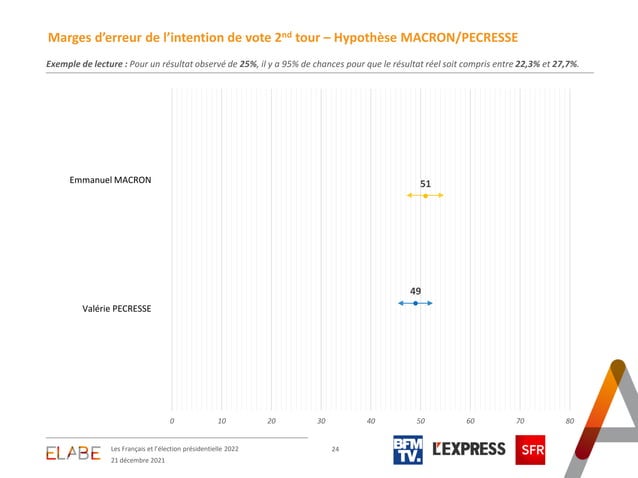 Marges d’erreur de l’intention de vote 2nd tour – Hypothèse MACRON/PECRESSE
Exemple de lecture : Pour un résultat observé de 25%, il y a 95% de chances pour que le résultat réel soit compris entre 22,3% et 27,7%.
Emmanuel MACRON
51
49
Valérie PECRESSE
0 10 20 30 40 50 60 70 80
ELABE
Les Français et l’élection présidentielle 2022
21 décembre 2021
24
BFM
TV.
L'EXPRESS
SFR